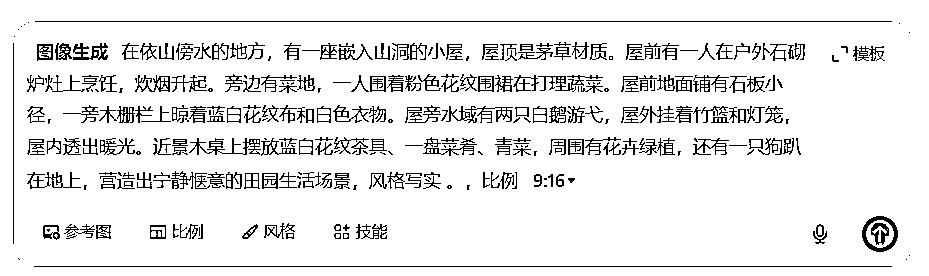 图像生成 在依山傍水的地方，有一座嵌入山洞的小屋，屋顶是茅草材质。屋前有一人在户外石砌 模板
炉灶上烹饪，炊烟升起。旁边有菜地，一人围着粉色花纹围裙在打理蔬菜。屋前地面铺有石板小
径，一旁木栅栏上晾着蓝白花纹布和白色衣物。屋旁水域有两只白鹅游弋，屋外挂着竹篮和灯笼，
屋内透出暖光。近景木桌上摆放蓝白花纹茶具、一盘菜肴、青菜，周围有花卉绿植，还有一只狗趴
在地上，营造出宁静惬意的田园生活场景，风格写实 。，比例 9:16
参考图 比例 风格 技能